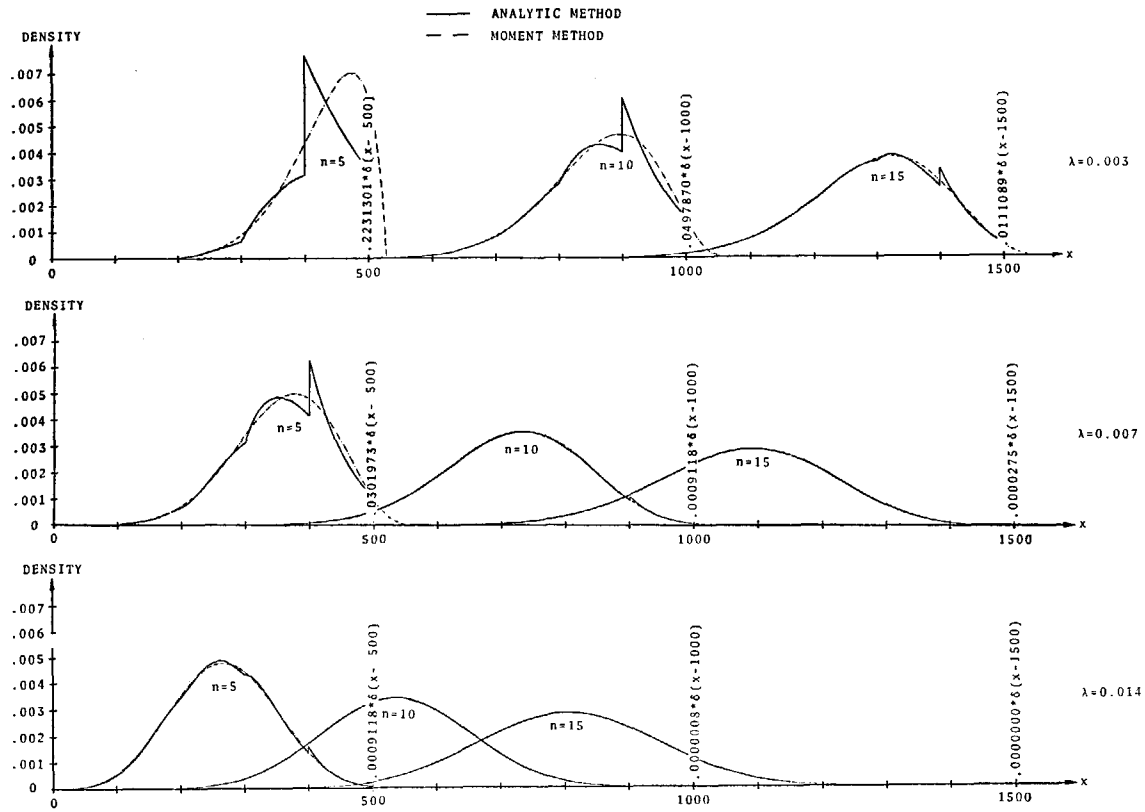 ANALYTIC METHOD
MOMENT METHOD
DENSITY
.007
.006
.005
.004
.003
.002
.001
0
n=5
n=10
n=15
.2231301*δ(x- 500)
.0497870*δ(x-1000)
.0111089*δ(x-1500)
λ=0.003
0
500
1000
1500
x
DENSITY
.007
.006
.005
.004
.003
.002
.001
0
n=5
n=10
n=15
.0301973*δ(x- 500)
.0009118*δ(x-1000)
.0000275*δ(x-1500)
λ=0.007
0
500
1000
1500
x
DENSITY
.007
.006
.005
.004
.003
.002
.001
0
n=5
n=10
n=15
.0009118*δ(x- 500)
.0000008*δ(x-1000)
.0000000*δ(x-1500)
λ=0.014
0
500
1000
1500
x